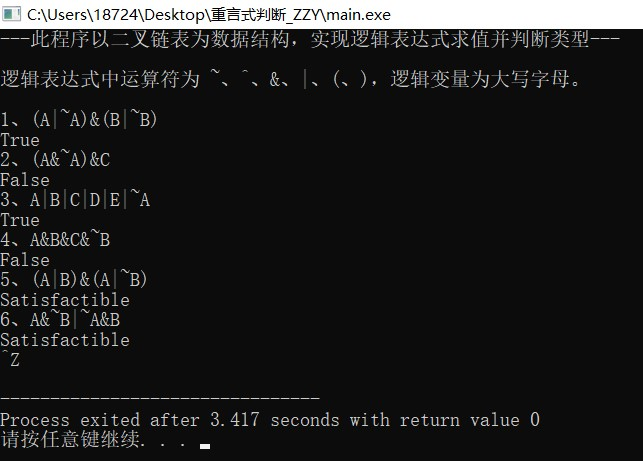 C:\Users\18724\Desktop\重言式判断_ZZY\main.exe
---此程序以二叉链表为数据结构，实现逻辑表达式求值并判断类型---
逻辑表达式中运算符为 ~、^、&、|、(、)，逻辑变量为大写字母。
1、(A|~A)&(B|~B)
True
2、(A&~A)&C
False
3、A|B|C|D|E|~A
True
4、A&B&C&~B
False
5、(A|B)&(A|~B)
Satisfactible
6、A&~B|~A&B
Satisfactible
^Z
--------------------------------
Process exited after 3.417 seconds with return value 0
请按任意键继续. . .